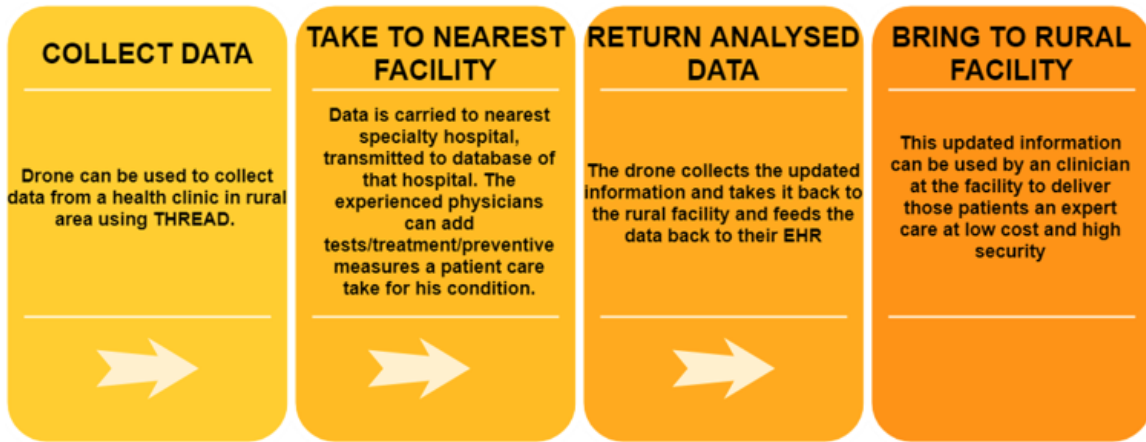 COLLECT DATA
Drone can be used to collect
data from a health clinic in rural
area using THREAD.
TAKE TO NEAREST
FACILITY
Data is carried to nearest
specialty hospital,
transmitted to database of
that hospital. The
experienced physicians
can add
tests/treatment/preventive
measures a patient care
take for his condition.
RETURN ANALYSED
DATA
The drone collects the updated
information and takes it back to
the rural facility and feeds the
data back to their EHR
BRING TO RURAL
FACILITY
This updated information
can be used by an clinician
at the facility to deliver
those patients an expert
care at low cost and high
security